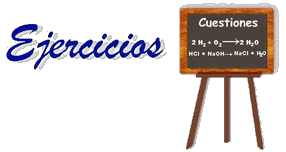 Ejercicios
Cuestiones
2 H₂ + O₂ → 2 H₂O
HCl + NaOH → NaCl + H₂O